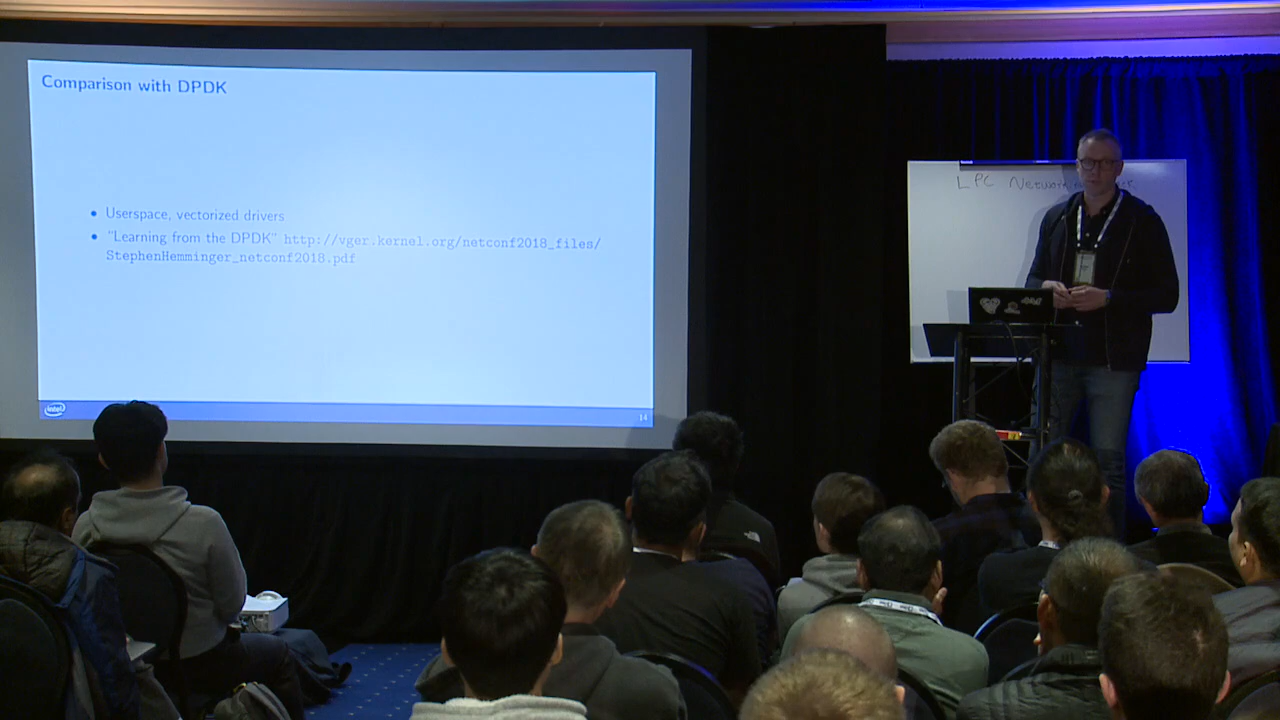 Comparison with DPDK
• Userspace, vectorized drivers
• "Learning from the DPDK" http://vger.kernel.org/netconf2018_files/
StephenHemminger_netconf2018.pdf
intel
14
LPC